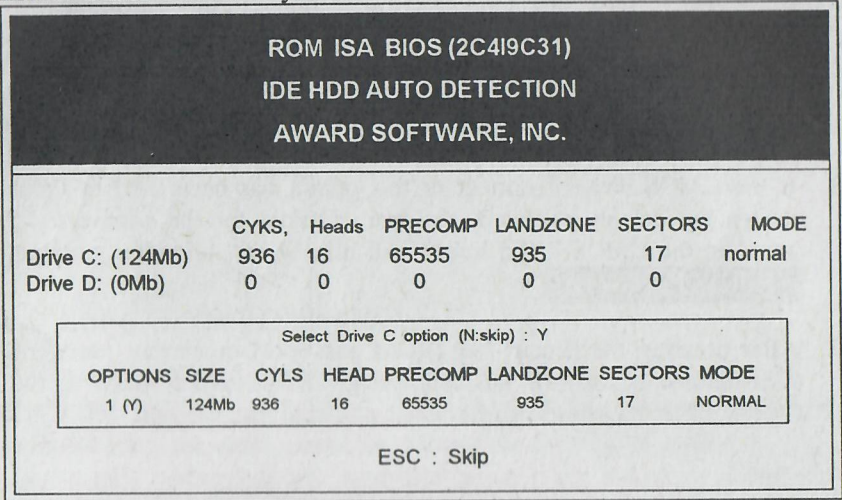 ROM ISA BIOS (2C4I9C31)
IDE HDD AUTO DETECTION
AWARD SOFTWARE, INC.
CYKS, Heads PRECOMP LANDZONE SECTORS MODE
Drive C: (124Mb) 936 16 65535 935 17 normal
Drive D: (0Mb) 0 0 0 0 0
Select Drive C option (N:skip) : Y
OPTIONS SIZE CYLS HEAD PRECOMP LANDZONE SECTORS MODE
1 (Y) 124Mb 936 16 65535 935 17 NORMAL
ESC : Skip